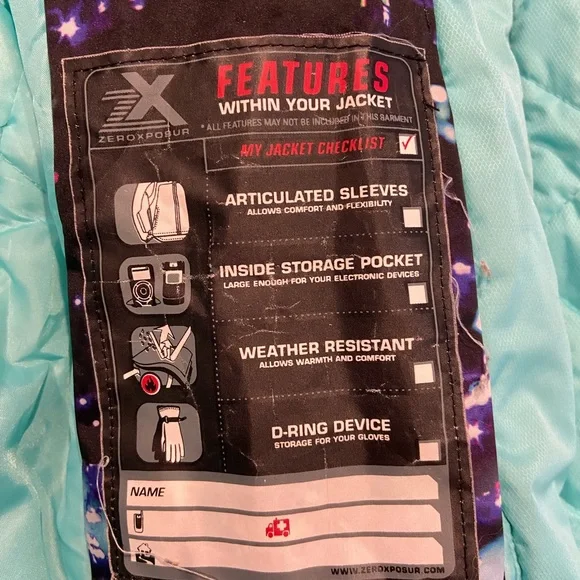 ZX
ZEROXPOSUR
FEATURES
WITHIN YOUR JACKET
* ALL FEATURES MAY NOT BE INCLUDED IN THIS GARMENT
MY JACKET CHECKLIST
ARTICULATED SLEEVES
ALLOWS COMFORT AND FLEXIBILITY
INSIDE STORAGE POCKET
LARGE ENOUGH FOR YOUR ELECTRONIC DEVICES
WEATHER RESISTANT
ALLOWS WARMTH AND COMFORT
D-RING DEVICE
STORAGE FOR YOUR GLOVES
NAME
WWW.ZEROXPOSUR.COM